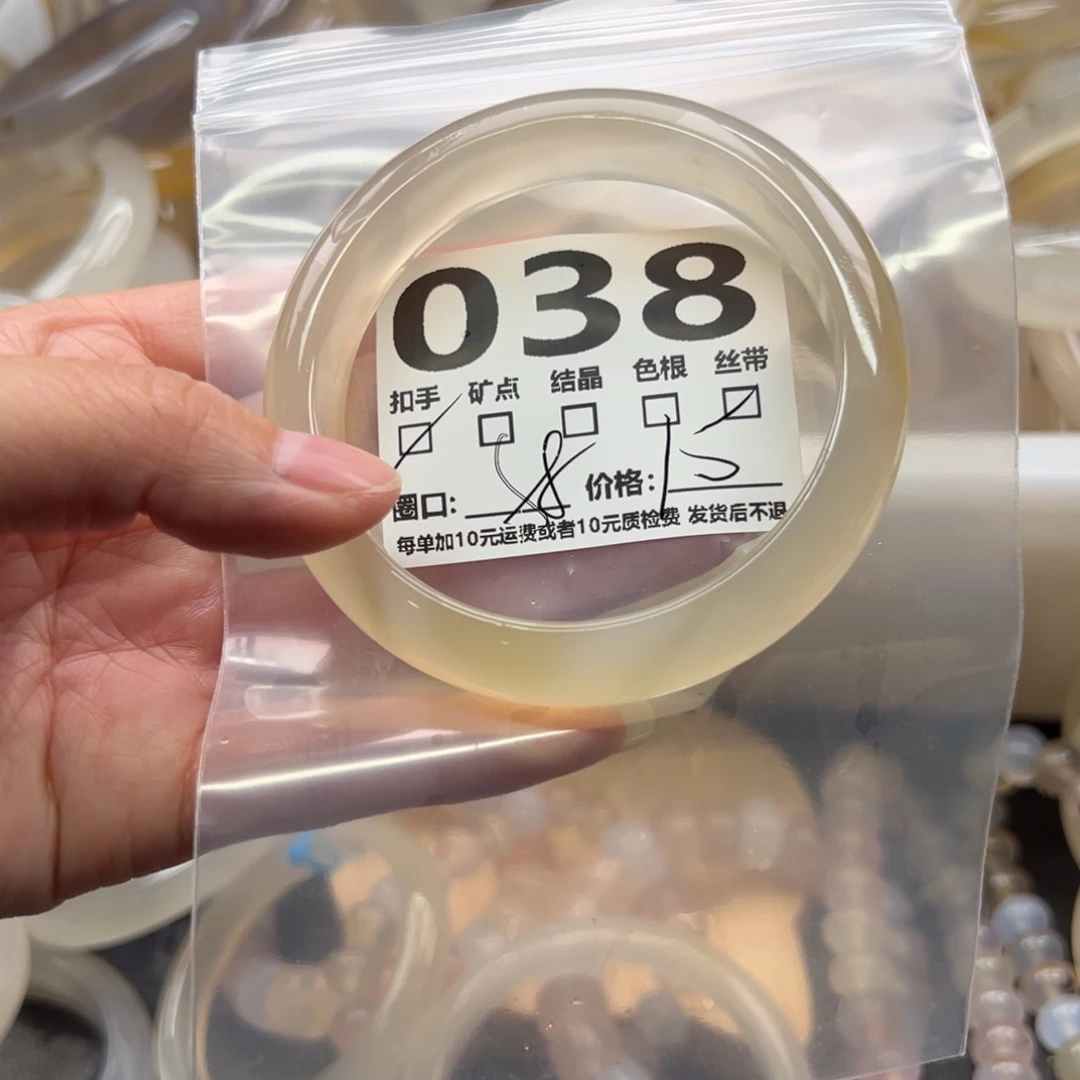 038
扣手 矿点 结晶 色根 丝带
圈口: 价格: 15
每单加10元运费或者10元质检费 发货后不退